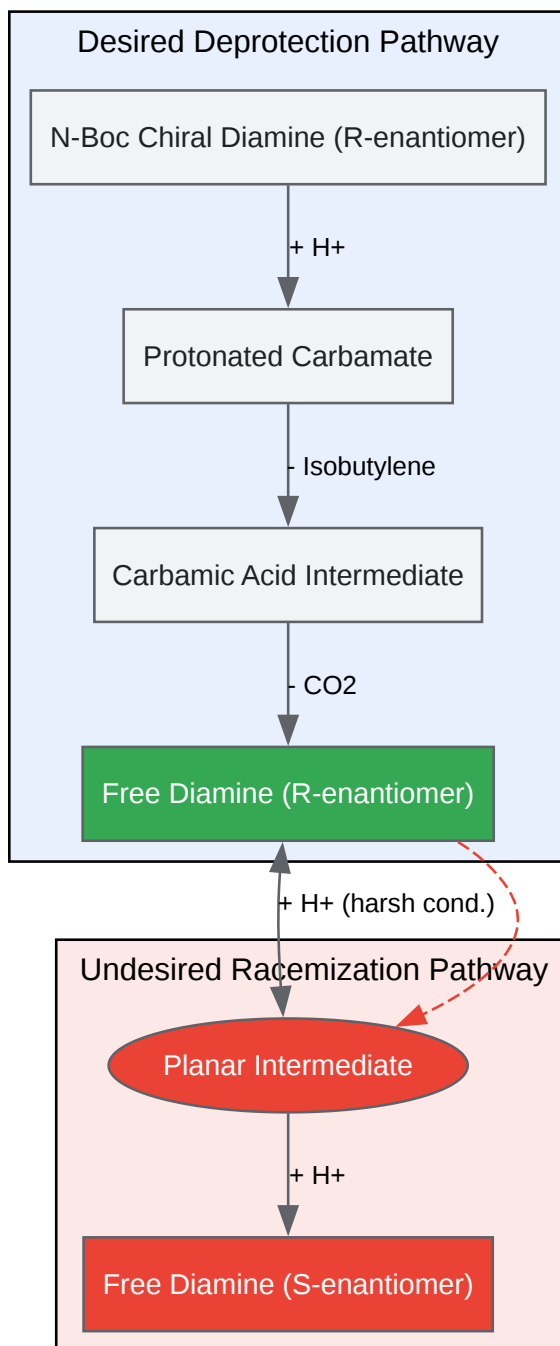 Desired Deprotection Pathway
N-Boc Chiral Diamine (R-enantiomer)
+ H+
Protonated Carbamate
- Isobutylene
Carbamic Acid Intermediate
- CO2
Free Diamine (R-enantiomer)
+ H+ (harsh cond.)
Undesired Racemization Pathway
Planar Intermediate
+ H+
Free Diamine (S-enantiomer)